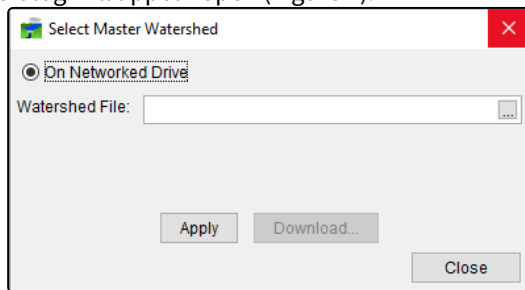 Select Master Watershed
On Networked Drive
Watershed File:
...
Apply Download...
Close